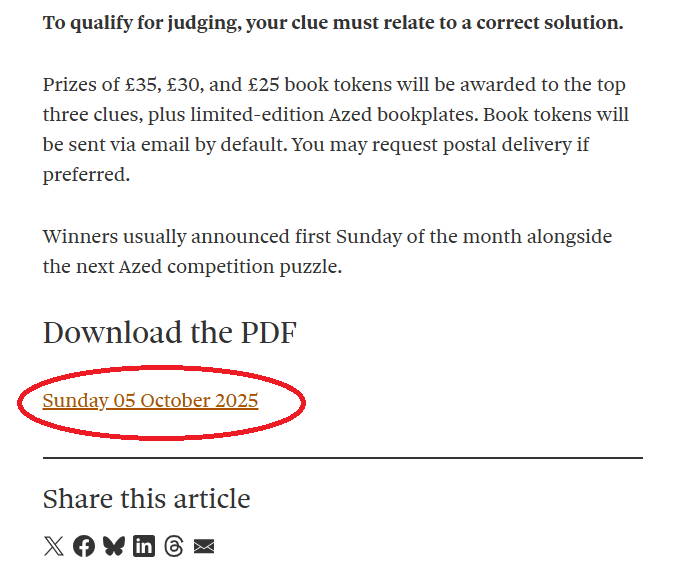 To qualify for judging, your clue must relate to a correct solution.
Prizes of £35, £30, and £25 book tokens will be awarded to the top
three clues, plus limited-edition Azed bookplates. Book tokens will
be sent via email by default. You may request postal delivery if
preferred.
Winners usually announced first Sunday of the month alongside
the next Azed competition puzzle.
Download the PDF
Sunday 05 October 2025
Share this article